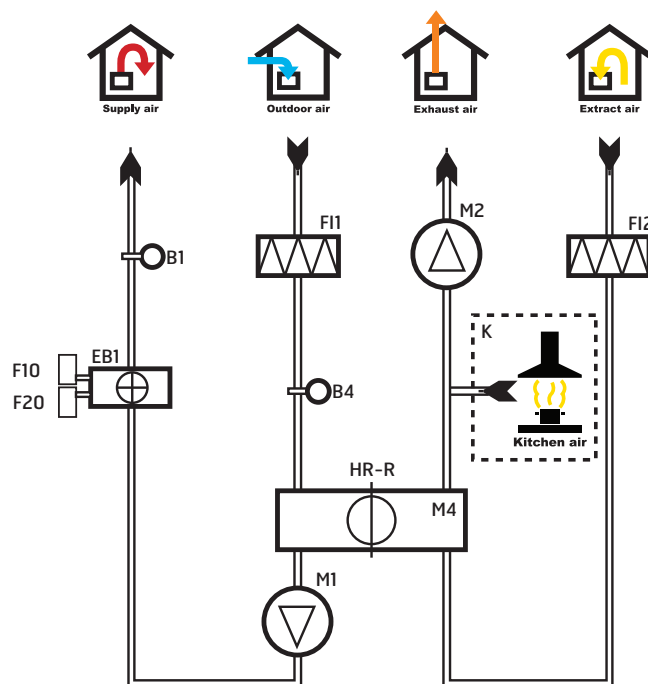 Supply air
Outdoor air
Exhaust air
Extract air
M2
FI1
FI2
B1
K
EB1
F10
F20
B4
Kitchen air
HR-R
M4
M1